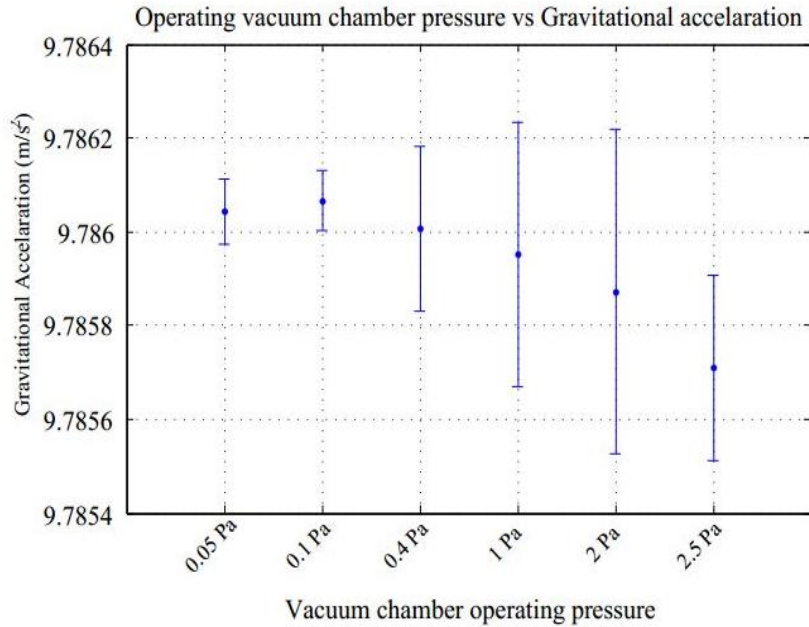 Operating vacuum chamber pressure vs Gravitational accelaration
9.7864
9.7862
9.786
9.7858
9.7856
9.7854
Gravitational Accelaration (m/s²)
0.05 Pa
0.1 Pa
0.4 Pa
1 Pa
2 Pa
2.5 Pa
Vacuum chamber operating pressure